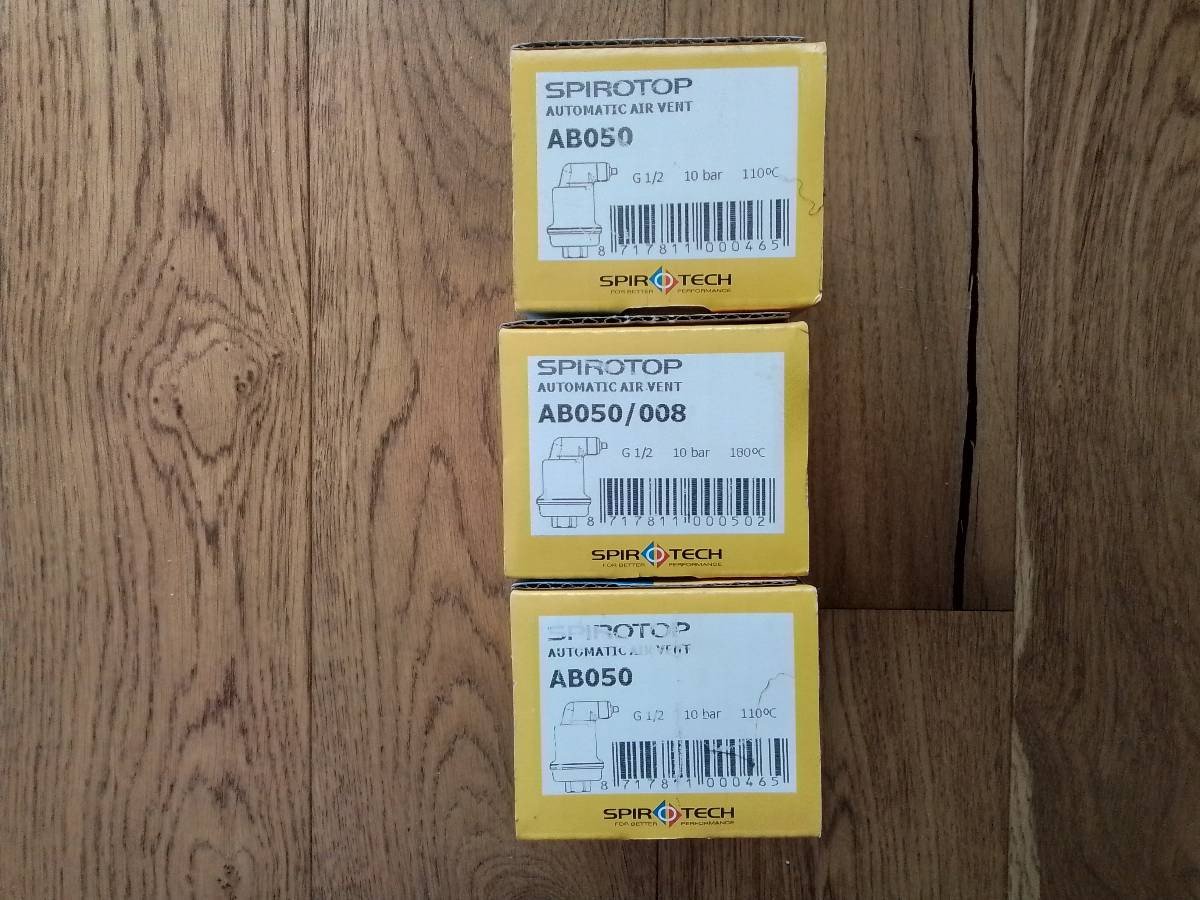 SPIROTOP
AUTOMATIC AIR VENT
AB050
G 1/2 10 bar 110ºC
8 717811 000465
SPIROTECH
FOR BETTER PERFORMANCE
SPIROTOP
AUTOMATIC AIR VENT
AB050/008
G 1/2 10 bar 180ºC
8 717811 000502
SPIROTECH
FOR BETTER PERFORMANCE
SPIROTOP
AUTOMATIC AIR VENT
AB050
G 1/2 10 bar 110ºC
8 717811 000465
SPIROTECH
FOR BETTER PERFORMANCE